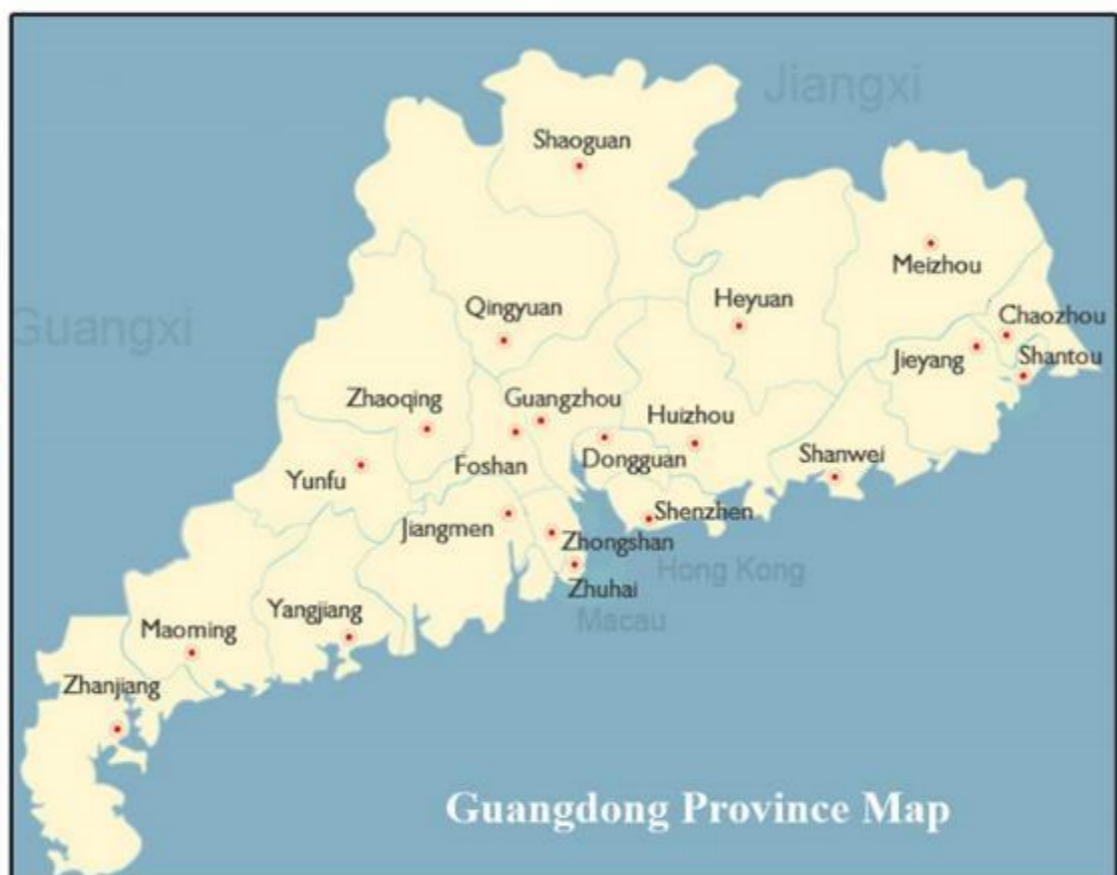 Jiangxi
Shaoguan
Meizhou
Guangxi
Qingyuan
Heyuan
Chaozhou
Jieyang
Shantou
Zhaoqing
Guangzhou
Huizhou
Foshan
Dongguan
Shanwei
Yunfu
Jiangmen
Shenzhen
Zhongshan
Hong Kong
Zhuhai
Macau
Yangjiang
Maoming
Zhanjiang
Guangdong Province Map